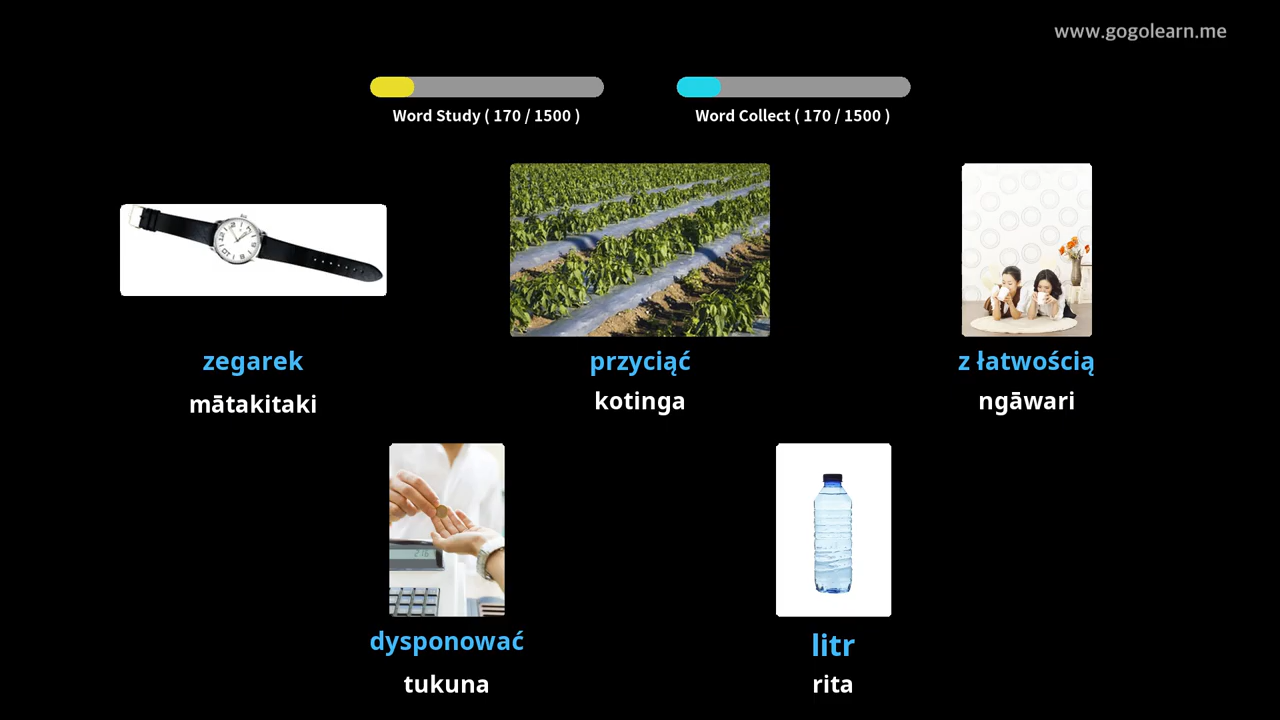 www.gogolearn.me
Word Study ( 170 / 1500 )
Word Collect ( 170 / 1500 )
zegarek
mātakitaki
przyciąć
kotinga
z łatwością
ngāwari
dysponować
tukuna
litr
rita